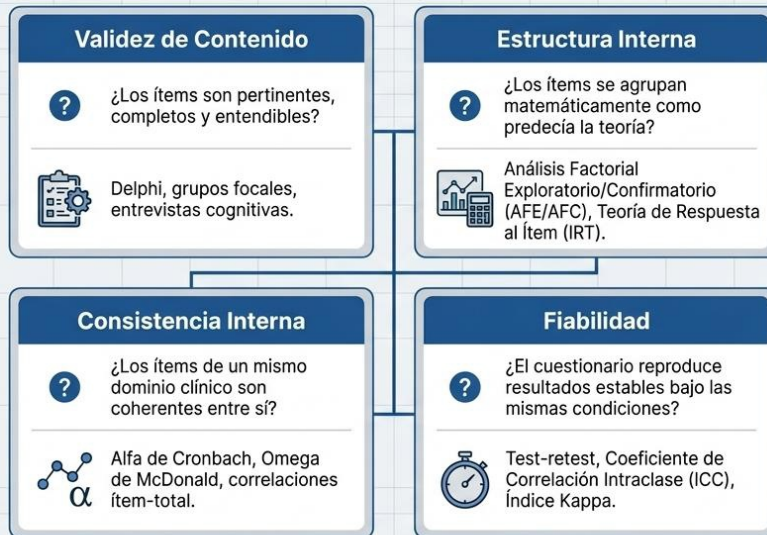 Validez de Contenido
?
¿Los ítems son pertinentes,
completos y entendibles?
Delphi, grupos focales,
entrevistas cognitivas.
Estructura Interna
?
¿Los ítems se agrupan
matemáticamente como
predecía la teoría?
Análisis Factorial
Exploratorio/Confirmatorio
(AFE/AFC), Teoría de Respuesta
al Ítem (IRT).
Consistencia Interna
?
¿Los ítems de un mismo
dominio clínico son
coherentes entre sí?
α
Alfa de Cronbach, Omega
de McDonald, correlaciones
ítem-total.
Fiabilidad
?
¿El cuestionario reproduce
resultados estables bajo las
mismas condiciones?
Test-retest, Coeficiente de
Correlación Intraclase (ICC),
Índice Kappa.